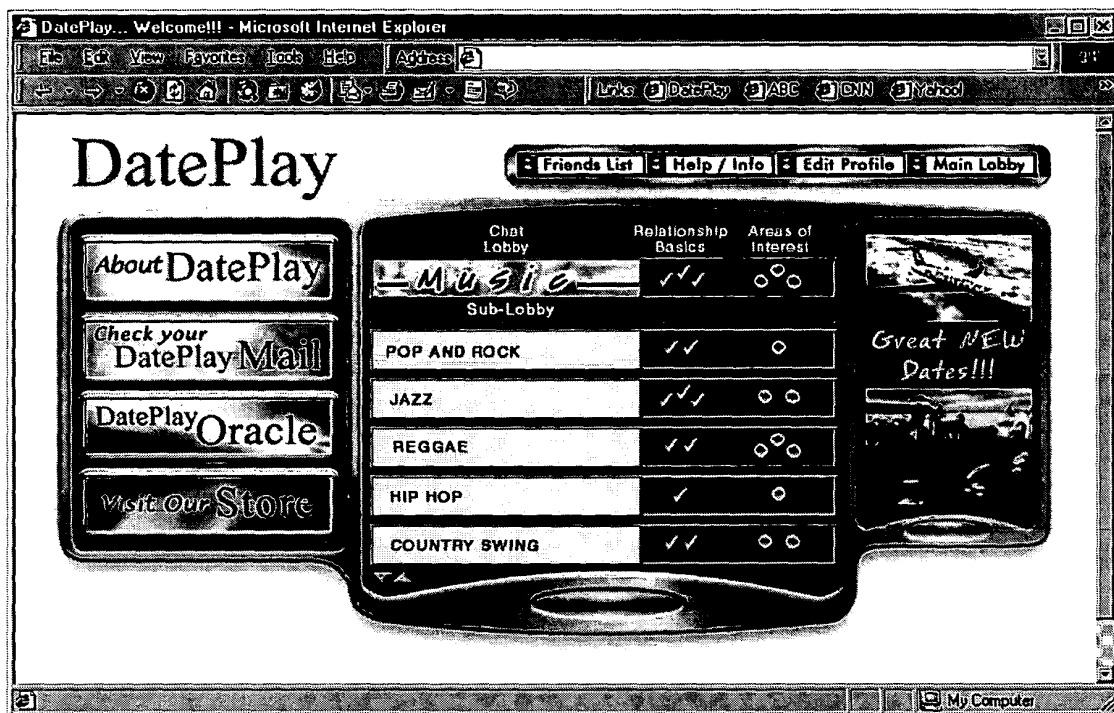 DatePlay... Welcome!!! - Microsoft Internet Explorer
File Edit View Favorites Tools Help Address
Links DatePlay ABC CNN Yahoo!
DatePlay
Friends List Help / Info Edit Profile Main Lobby
About DatePlay
Check your
DatePlay Mail
DatePlay Oracle
Visit Our Store
Chat
Lobby
Relationship
Basics
Areas of
Interest
Music
Sub-Lobby
POP AND ROCK
JAZZ
REGGAE
HIP HOP
COUNTRY SWING
Great NEW
Dates!!!
My Computer